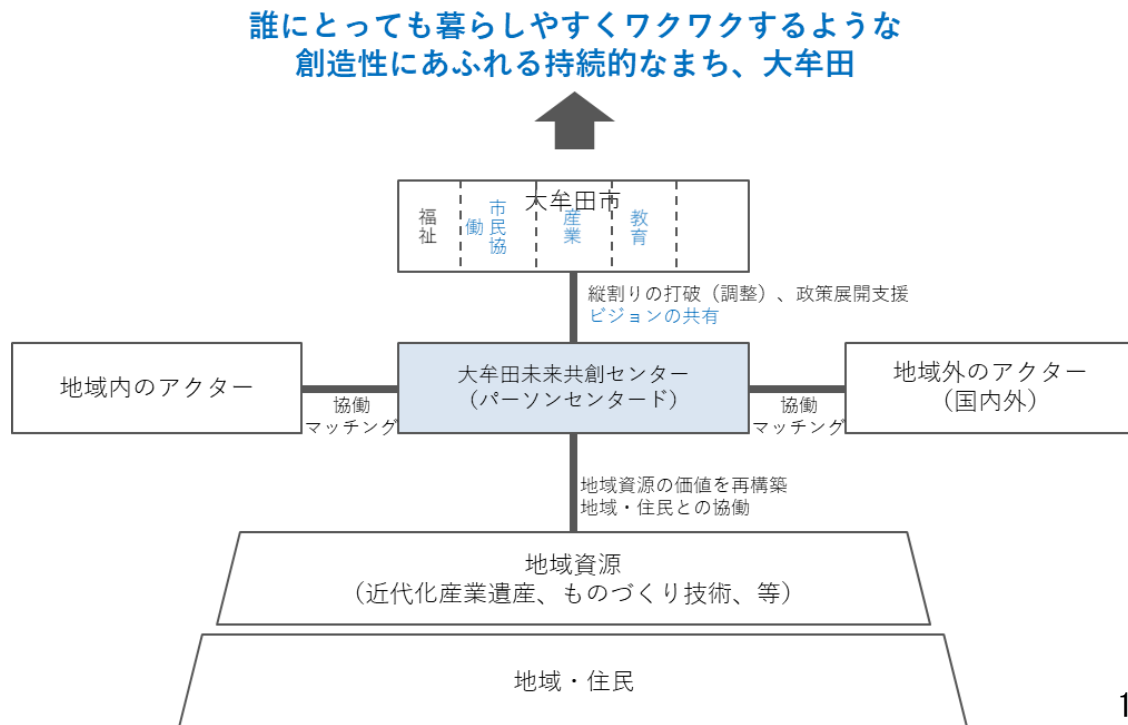 誰にとっても暮らしやすくワクワクするような
創造性にあふれる持続的なまち、大牟田
大牟田市
福祉
市民協働
産業
教育
縦割りの打破（調整）、政策展開支援
ビジョンの共有
地域内のアクター
協働
マッチング
大牟田未来共創センター
（パーソンセンタード）
協働
マッチング
地域外のアクター
（国内外）
地域資源の価値を再構築
地域・住民との協働
地域資源
（近代化産業遺産、ものづくり技術、等）
地域・住民
1